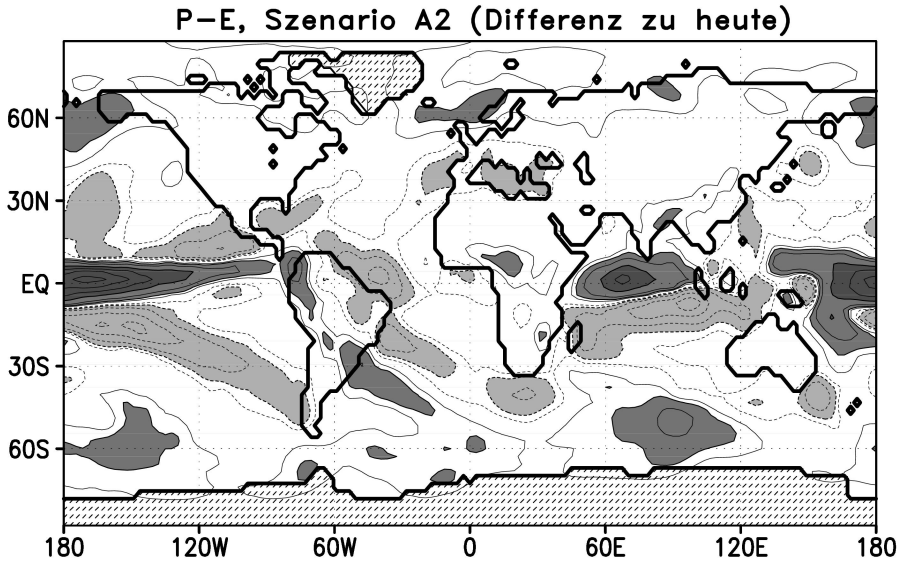 P-E, Szenario A2 (Differenz zu heute)
60N
30N
EQ
30S
60S
180 120W 60W 0 60E 120E 180